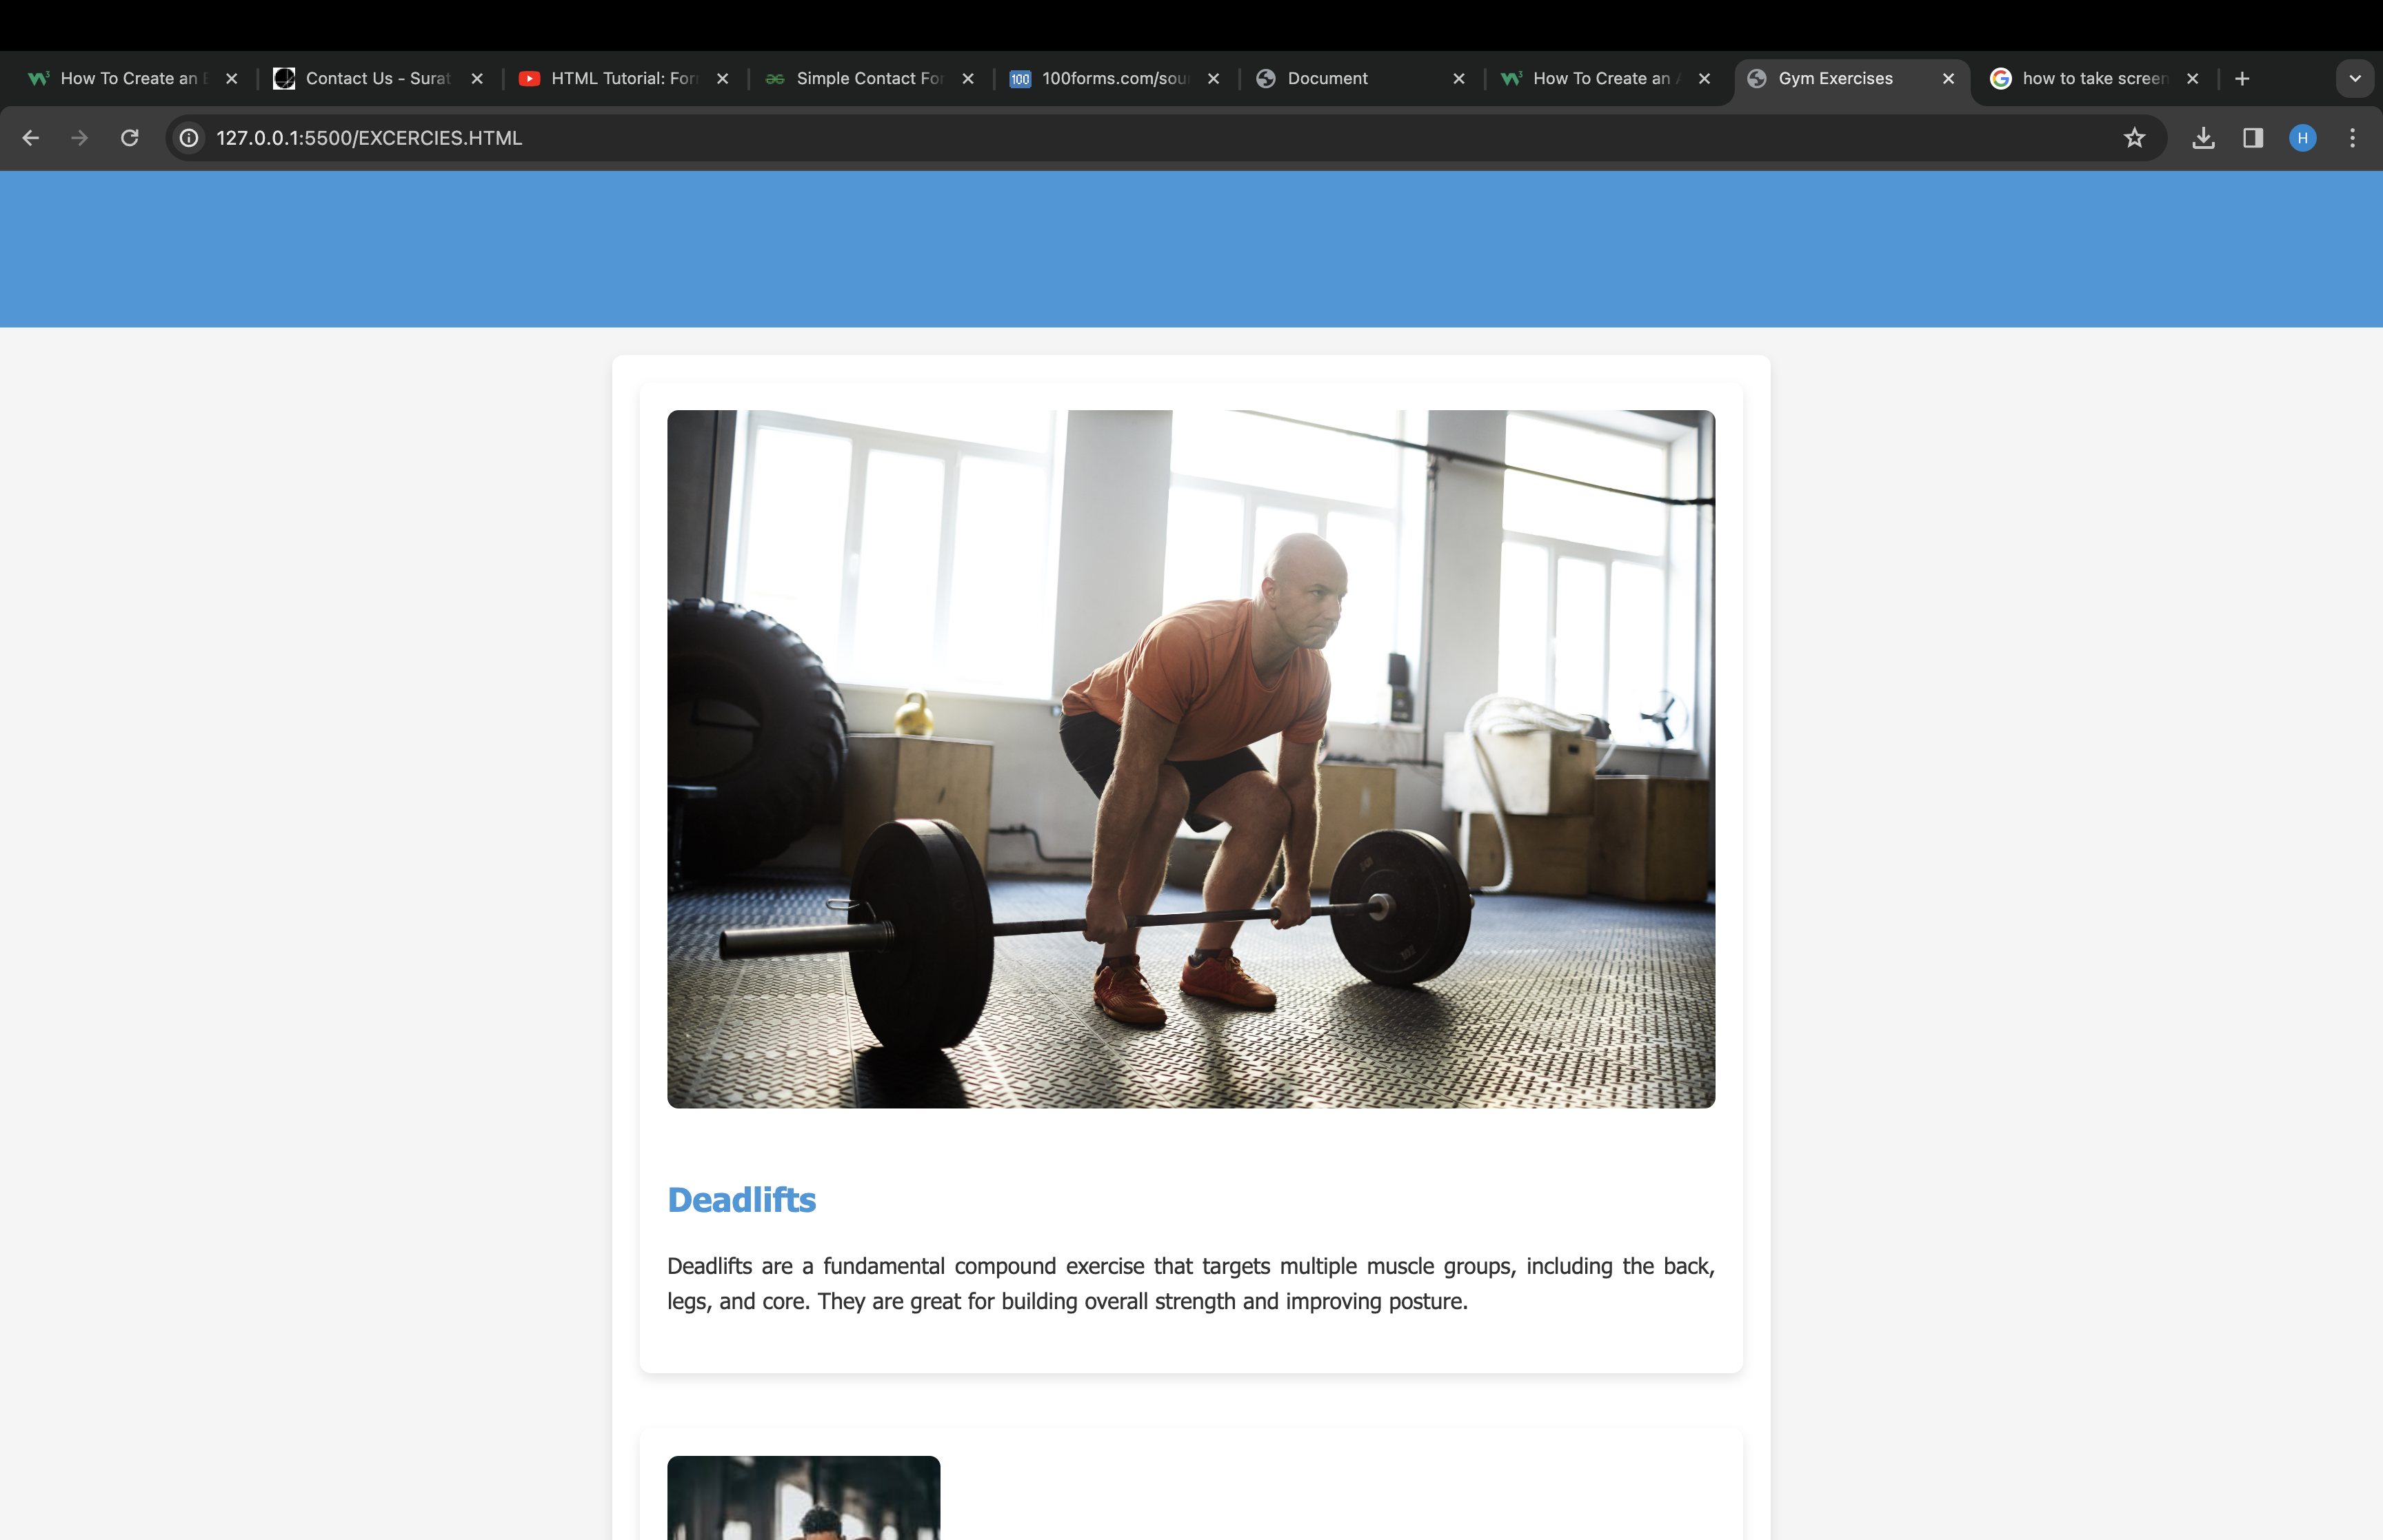 How To Create an
Contact Us - Surat
HTML Tutorial: For
Simple Contact For
100
100forms.com/sou
Document
How To Create an
Gym Exercises
how to take screen
127.0.0.1:5500/EXCERCIES.HTML
H
Deadlifts
Deadlifts are a fundamental compound exercise that targets multiple muscle groups, including the back,
legs, and core. They are great for building overall strength and improving posture.